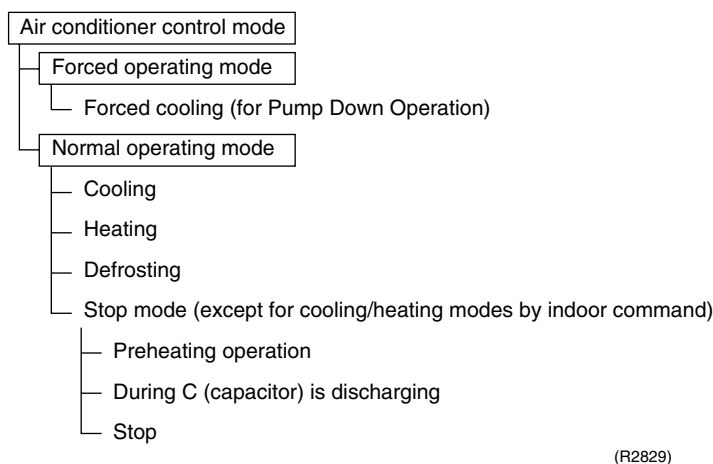 Air conditioner control mode
Forced operating mode
Forced cooling (for Pump Down Operation)
Normal operating mode
Cooling
Heating
Defrosting
Stop mode (except for cooling/heating modes by indoor command)
Preheating operation
During C (capacitor) is discharging
Stop
(R2829)